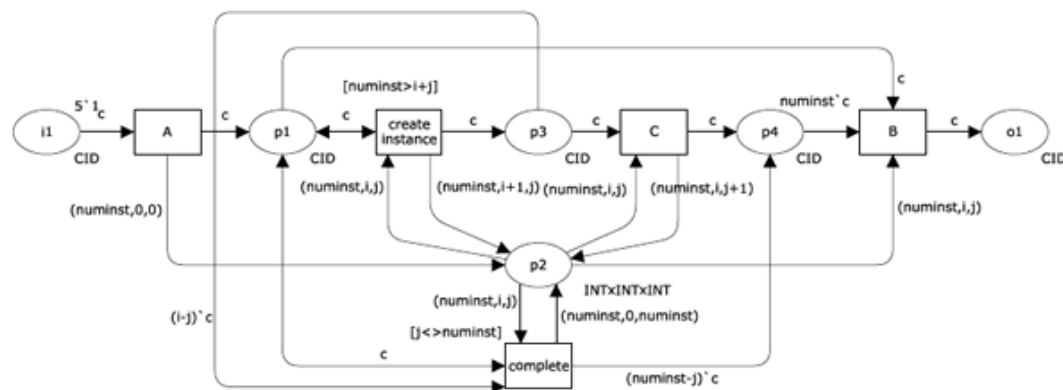 [numinst>i+j]
c
c
5`1
c
numinst`c
i1
A
c
p1
c
create
instance
c
p3
c
C
c
p4
B
c
o1
CID
CID
CID
CID
CID
(numinst,i,j)
(numinst,i+1,j)
(numinst,i,j)
(numinst,i,j+1)
(numinst,0,0)
(numinst,i,j)
p2
(numinst,i,j)
INTxINTxINT
(i-j)`c
(numinst,0,numinst)
[j<>numinst]
c
complete
(numinst-j)`c